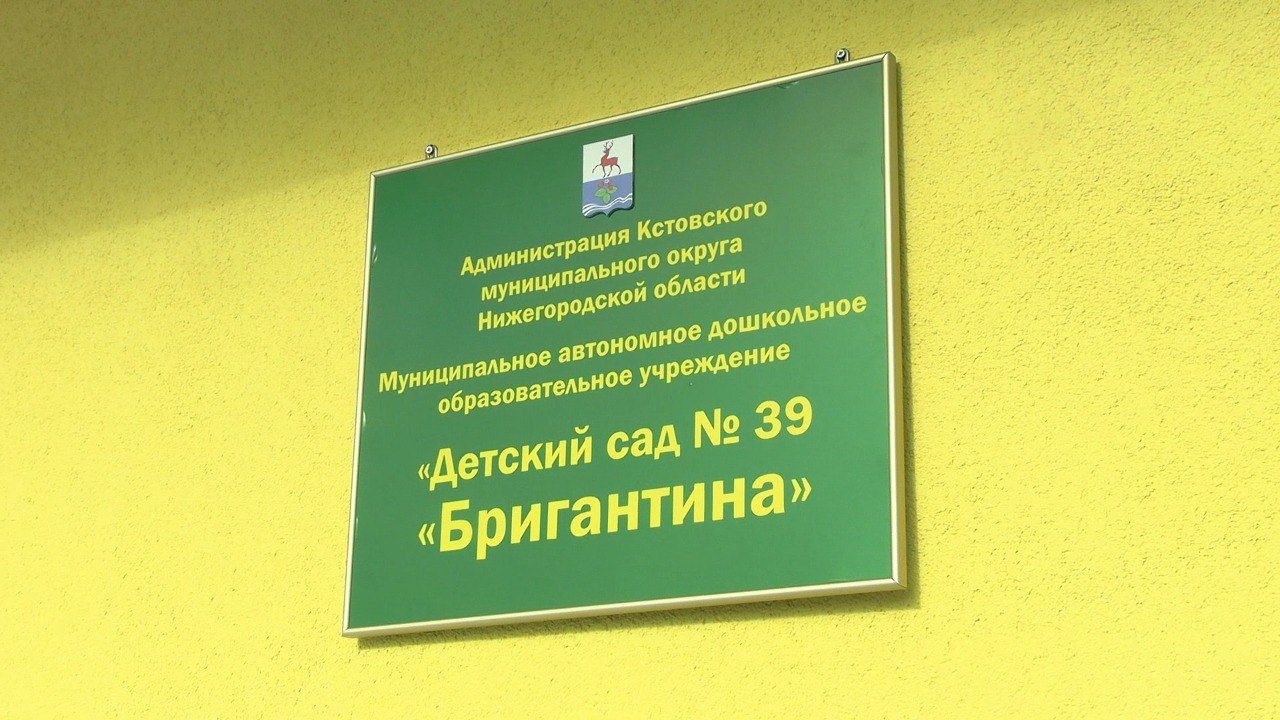 Администрация Кстовского
муниципального округа
Нижегородской области
Муниципальное автономное дошкольное
образовательное учреждение
«Детский сад № 39
«Бригантина»